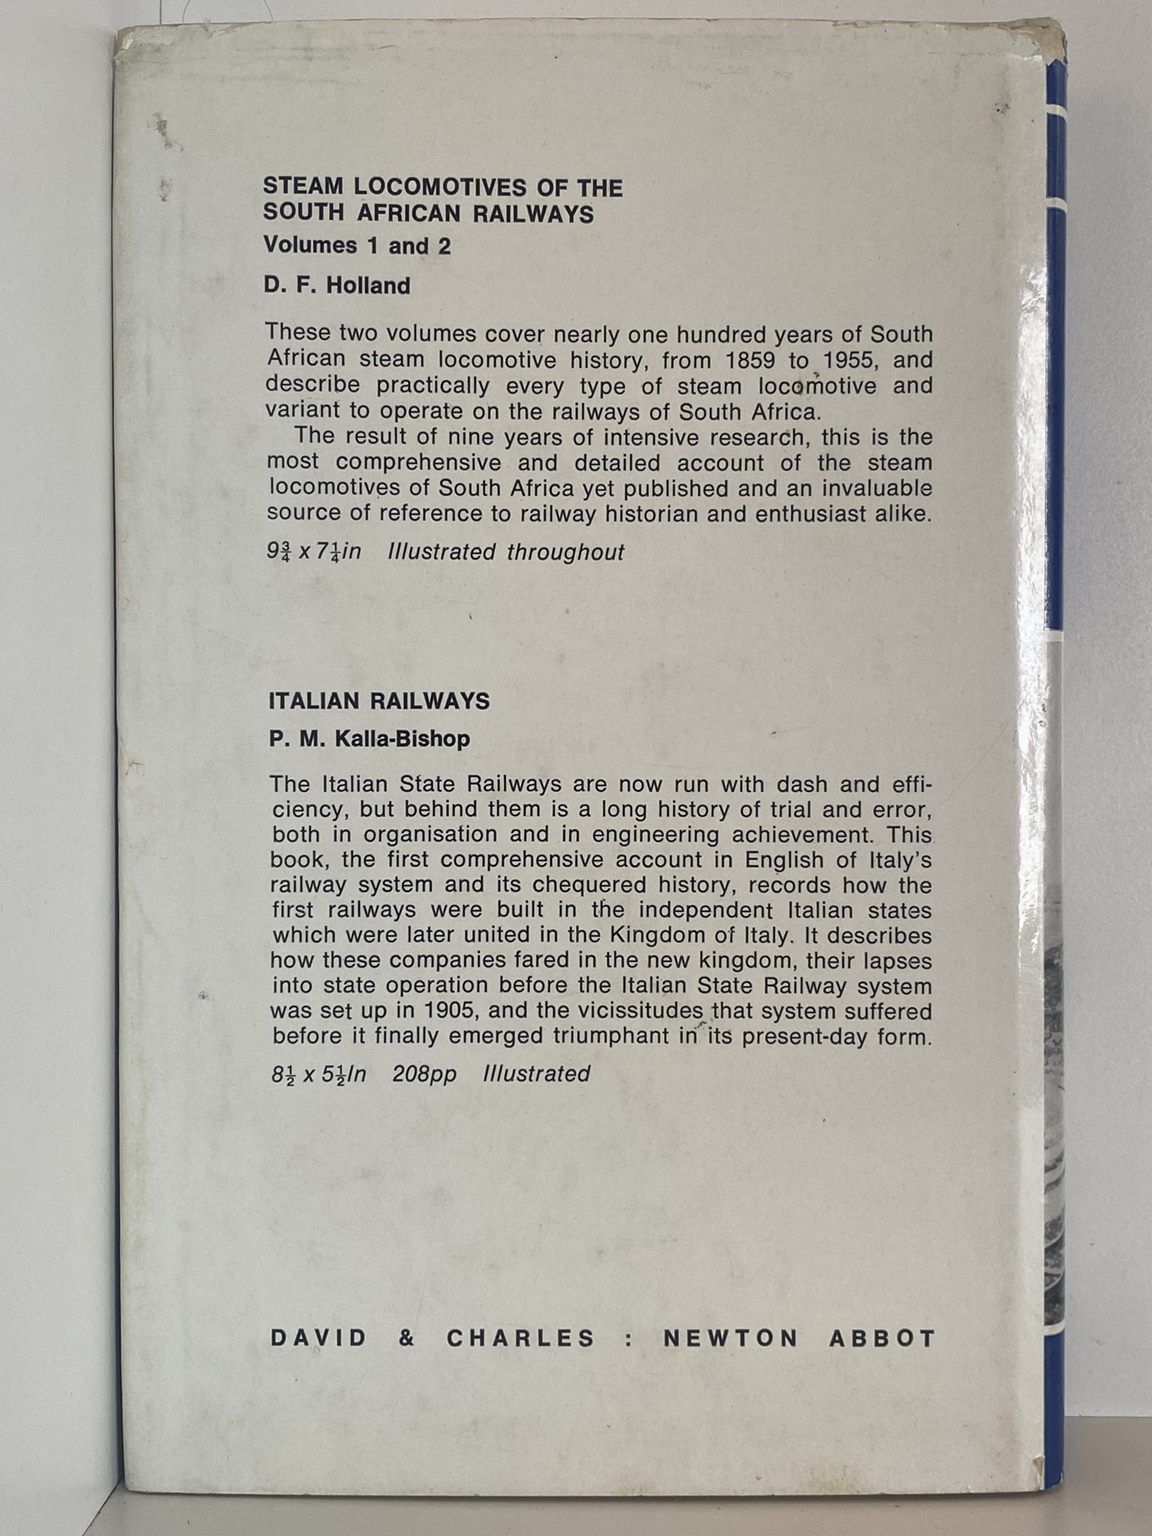 STEAM LOCOMOTIVES OF THE
SOUTH AFRICAN RAILWAYS
Volumes 1 and 2
D. F. Holland
These two volumes cover nearly one hundred years of South
African steam locomotive history, from 1859 to 1955, and
describe practically every type of steam locomotive and
variant to operate on the railways of South Africa.
The result of nine years of intensive research, this is the
most comprehensive and detailed account of the steam
locomotives of South Africa yet published and an invaluable
source of reference to railway historian and enthusiast alike.
9¾ x 7¼in Illustrated throughout
ITALIAN RAILWAYS
P. M. Kalla-Bishop
The Italian State Railways are now run with dash and effi-
ciency, but behind them is a long history of trial and error,
both in organisation and in engineering achievement. This
book, the first comprehensive account in English of Italy's
railway system and its chequered history, records how the
first railways were built in the independent Italian states
which were later united in the Kingdom of Italy. It describes
how these companies fared in the new kingdom, their lapses
into state operation before the Italian State Railway system
was set up in 1905, and the vicissitudes that system suffered
before it finally emerged triumphant in its present-day form.
8½ x 5½In 208pp Illustrated
DAVID & CHARLES : NEWTON ABBOT